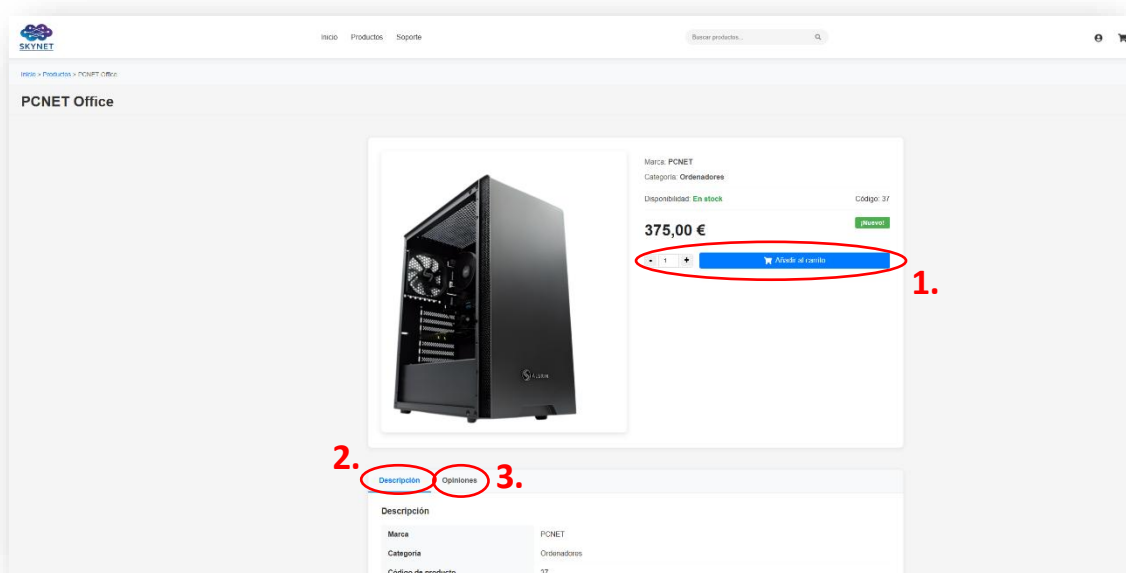 SKYNET
Inicio Productos Soporte
Buscar productos...
Inicio > Productos > PCNET Office
PCNET Office
Marca: PCNET
Categoría: Ordenadores
Disponibilidad: En stock
Código: 37
¡Nuevo!
375,00 €
- 1 +
Añadir al carrito
1.
2.
3.
Descripción
Opiniones
Descripción
Marca PCNET
Categoría Ordenadores
Código de producto 37